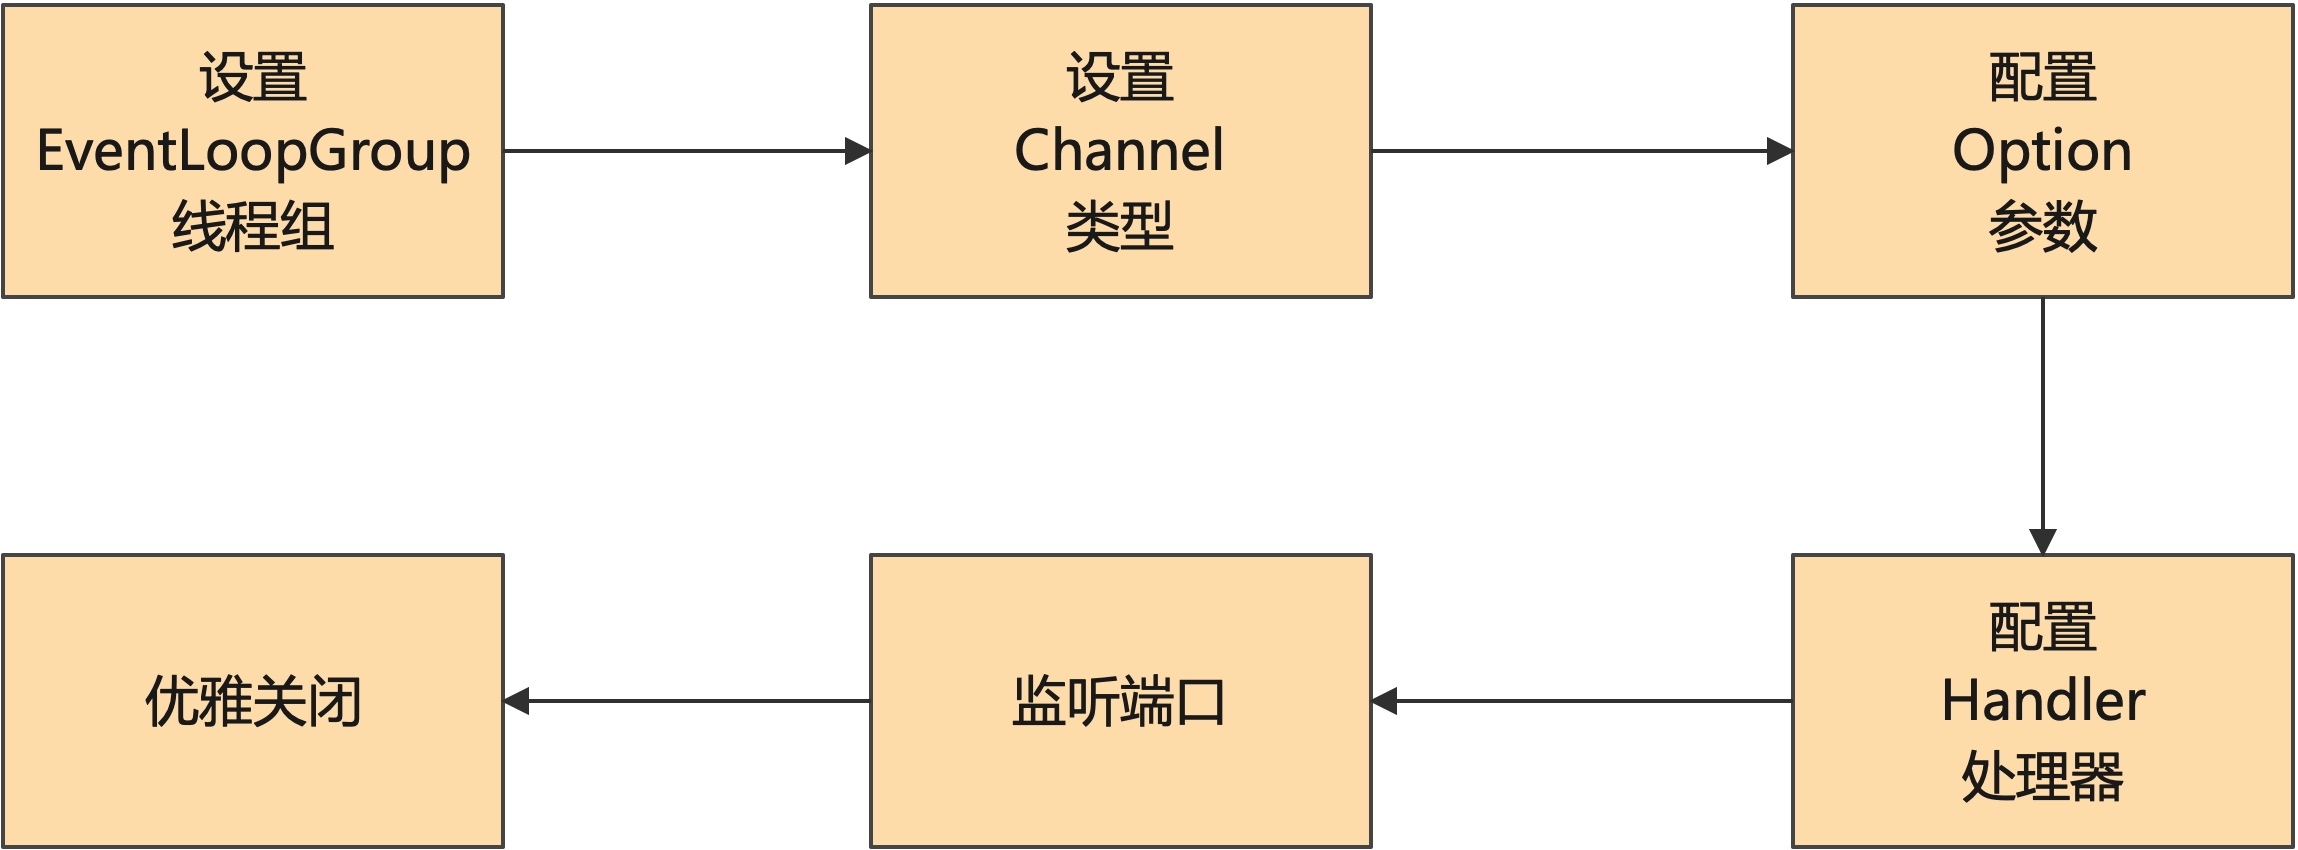 设置
EventLoopGroup
线程组
设置
Channel
类型
配置
Option
参数
配置
Handler
处理器
监听端口
优雅关闭